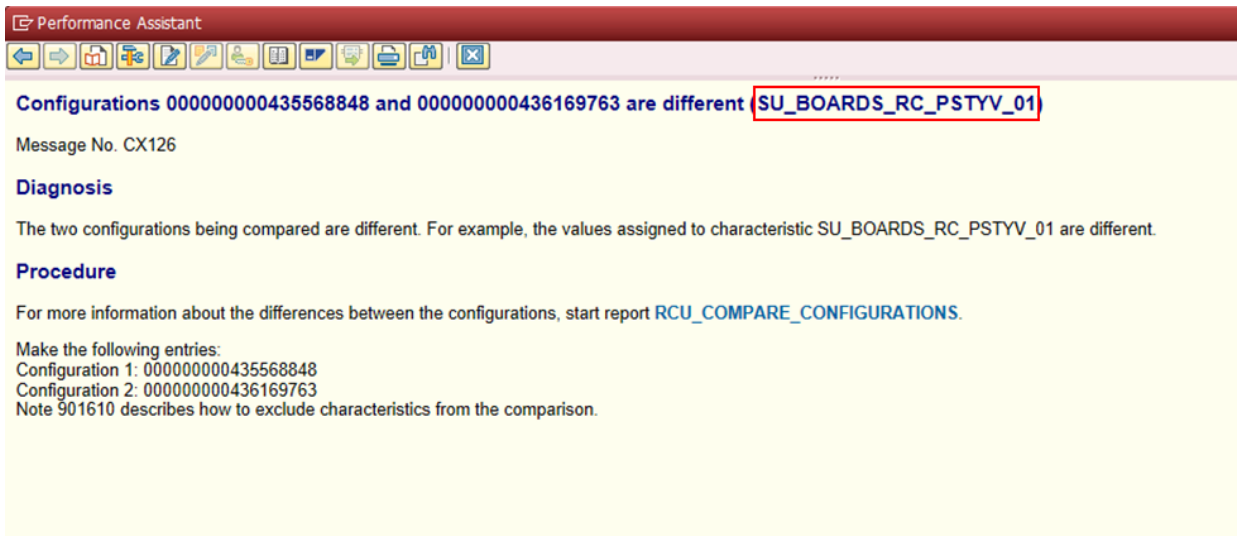 Performance Assistant
Configurations 000000000435568848 and 000000000436169763 are different (SU_BOARDS_RC_PSTYV_01)
Message No. CX126
Diagnosis
The two configurations being compared are different. For example, the values assigned to characteristic SU_BOARDS_RC_PSTYV_01 are different.
Procedure
For more information about the differences between the configurations, start report RCU_COMPARE_CONFIGURATIONS.
Make the following entries:
Configuration 1: 000000000435568848
Configuration 2: 000000000436169763
Note 901610 describes how to exclude characteristics from the comparison.